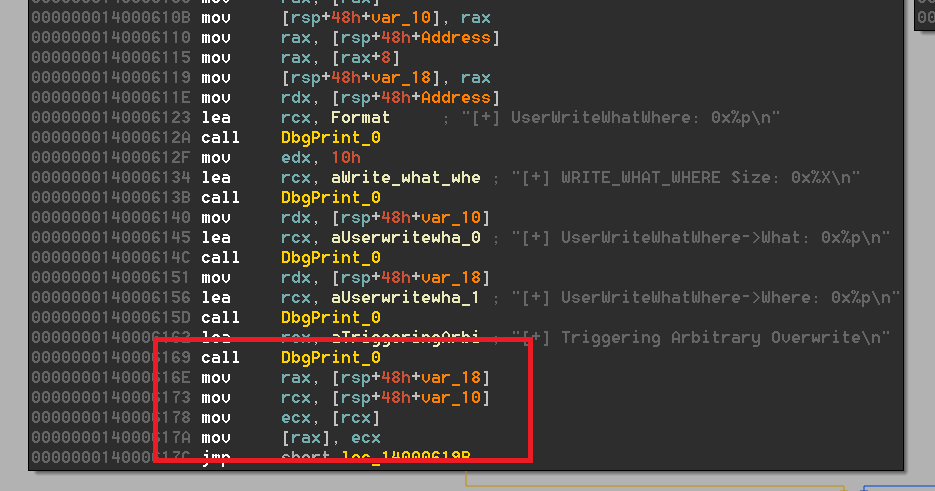 000000014000610B mov [rsp+48h+var_10], rax
0000000140006110 mov rax, [rsp+48h+Address]
0000000140006115 mov rax, [rax+8]
0000000140006119 mov [rsp+48h+var_18], rax
000000014000611E mov rdx, [rsp+48h+Address]
0000000140006123 lea rcx, Format ; "[+] UserWriteWhatWhere: 0x%p\n"
000000014000612A call DbgPrint_0
000000014000612F mov edx, 10h
0000000140006134 lea rcx, aWrite_what_whe ; "[+] WRITE_WHAT_WHERE Size: 0x%X\n"
000000014000613B call DbgPrint_0
0000000140006140 mov rdx, [rsp+48h+var_10]
0000000140006145 lea rcx, aUserwritewha_0 ; "[+] UserWriteWhatWhere->What: 0x%p\n"
000000014000614C call DbgPrint_0
0000000140006151 mov rdx, [rsp+48h+var_18]
0000000140006156 lea rcx, aUserwritewha_1 ; "[+] UserWriteWhatWhere->Where: 0x%p\n"
000000014000615D call DbgPrint_0
0000000140006162 lea rcx, aTriggeringArbi ; "[+] Triggering Arbitrary Overwrite\n"
0000000140006169 call DbgPrint_0
000000014000616E mov rax, [rsp+48h+var_18]
0000000140006173 mov rcx, [rsp+48h+var_10]
0000000140006178 mov ecx, [rcx]
000000014000617A mov [rax], ecx
000000014000617C jmp short loc_14000619B